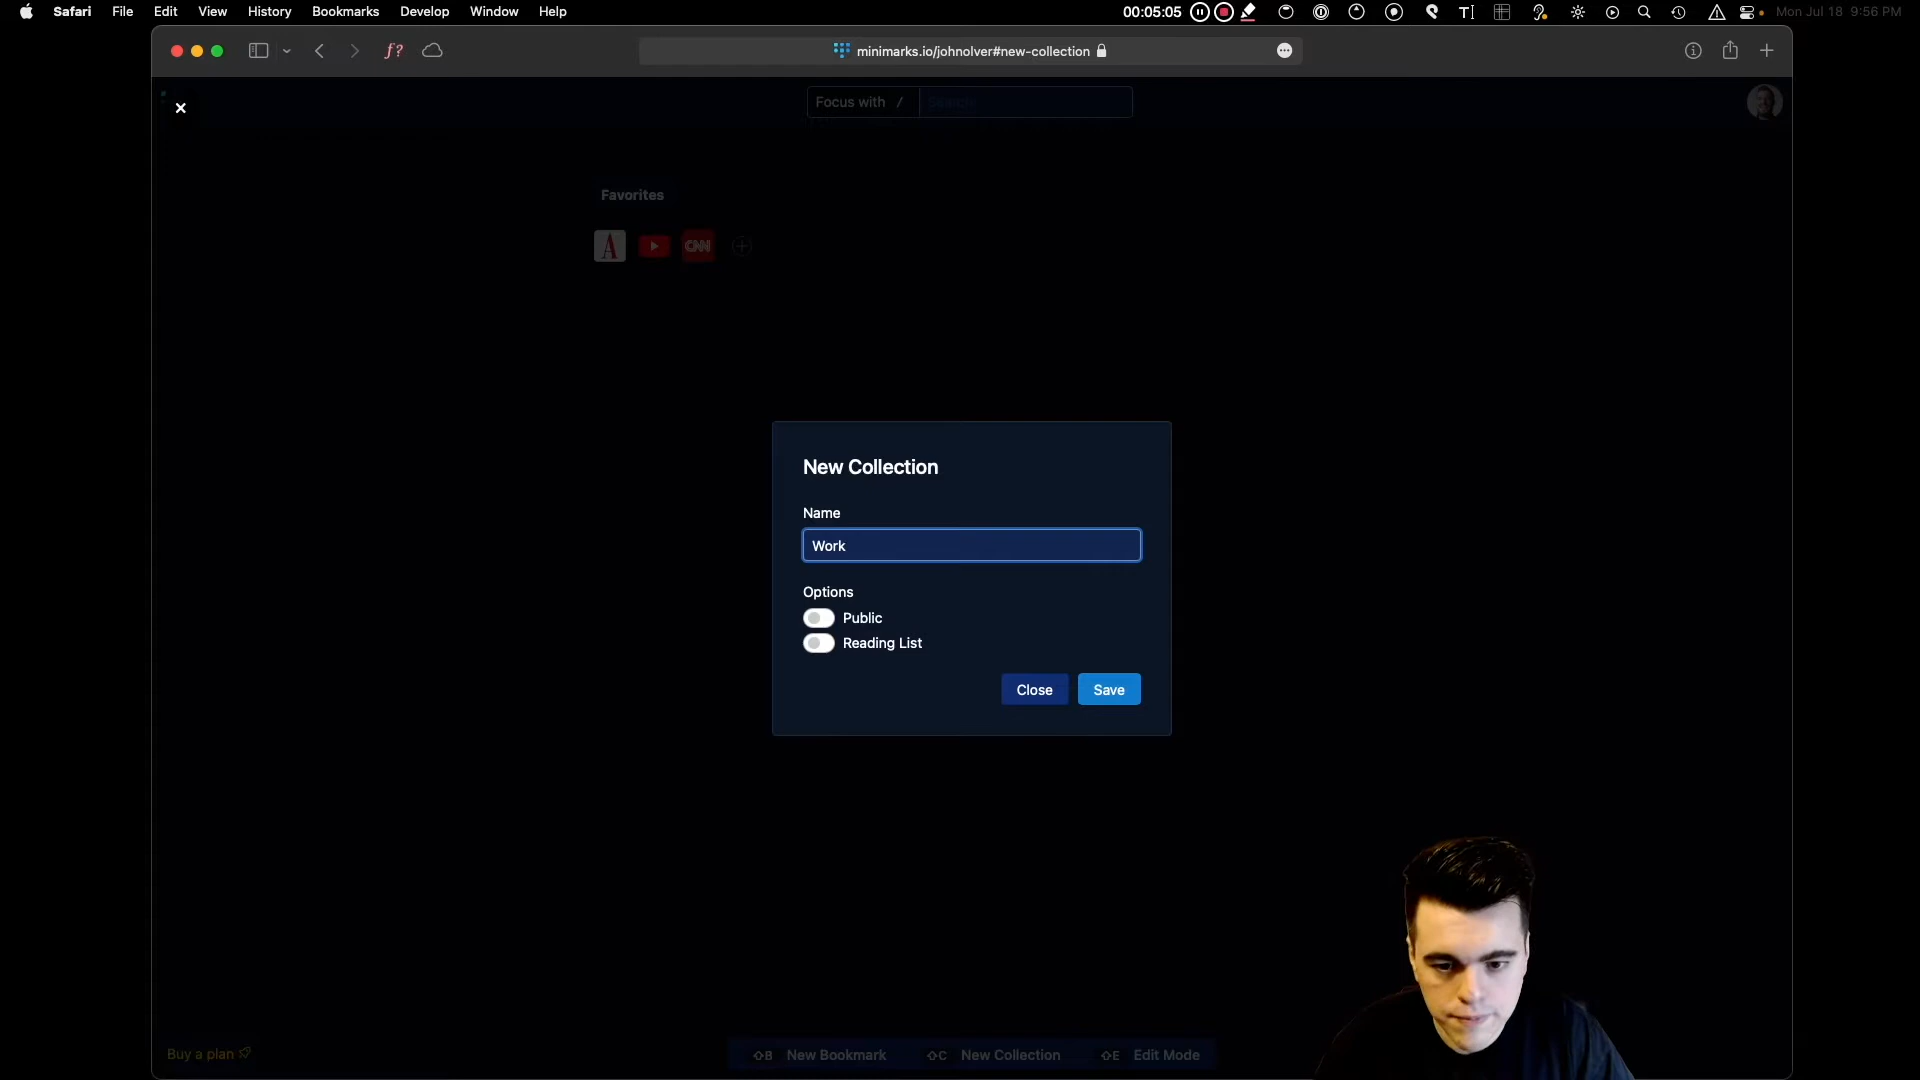 Safari File Edit View History Bookmarks Develop Window Help 00:05:05 Mon Jul 18 9:56 PM
f? minimarks.io/johnolver#new-collection
Focus with / Search
Favorites
A CNN
New Collection
Name
Work
Options
Public
Reading List
Close Save
Buy a plan ⇧B New Bookmark ⇧C New Collection ⇧E Edit Mode